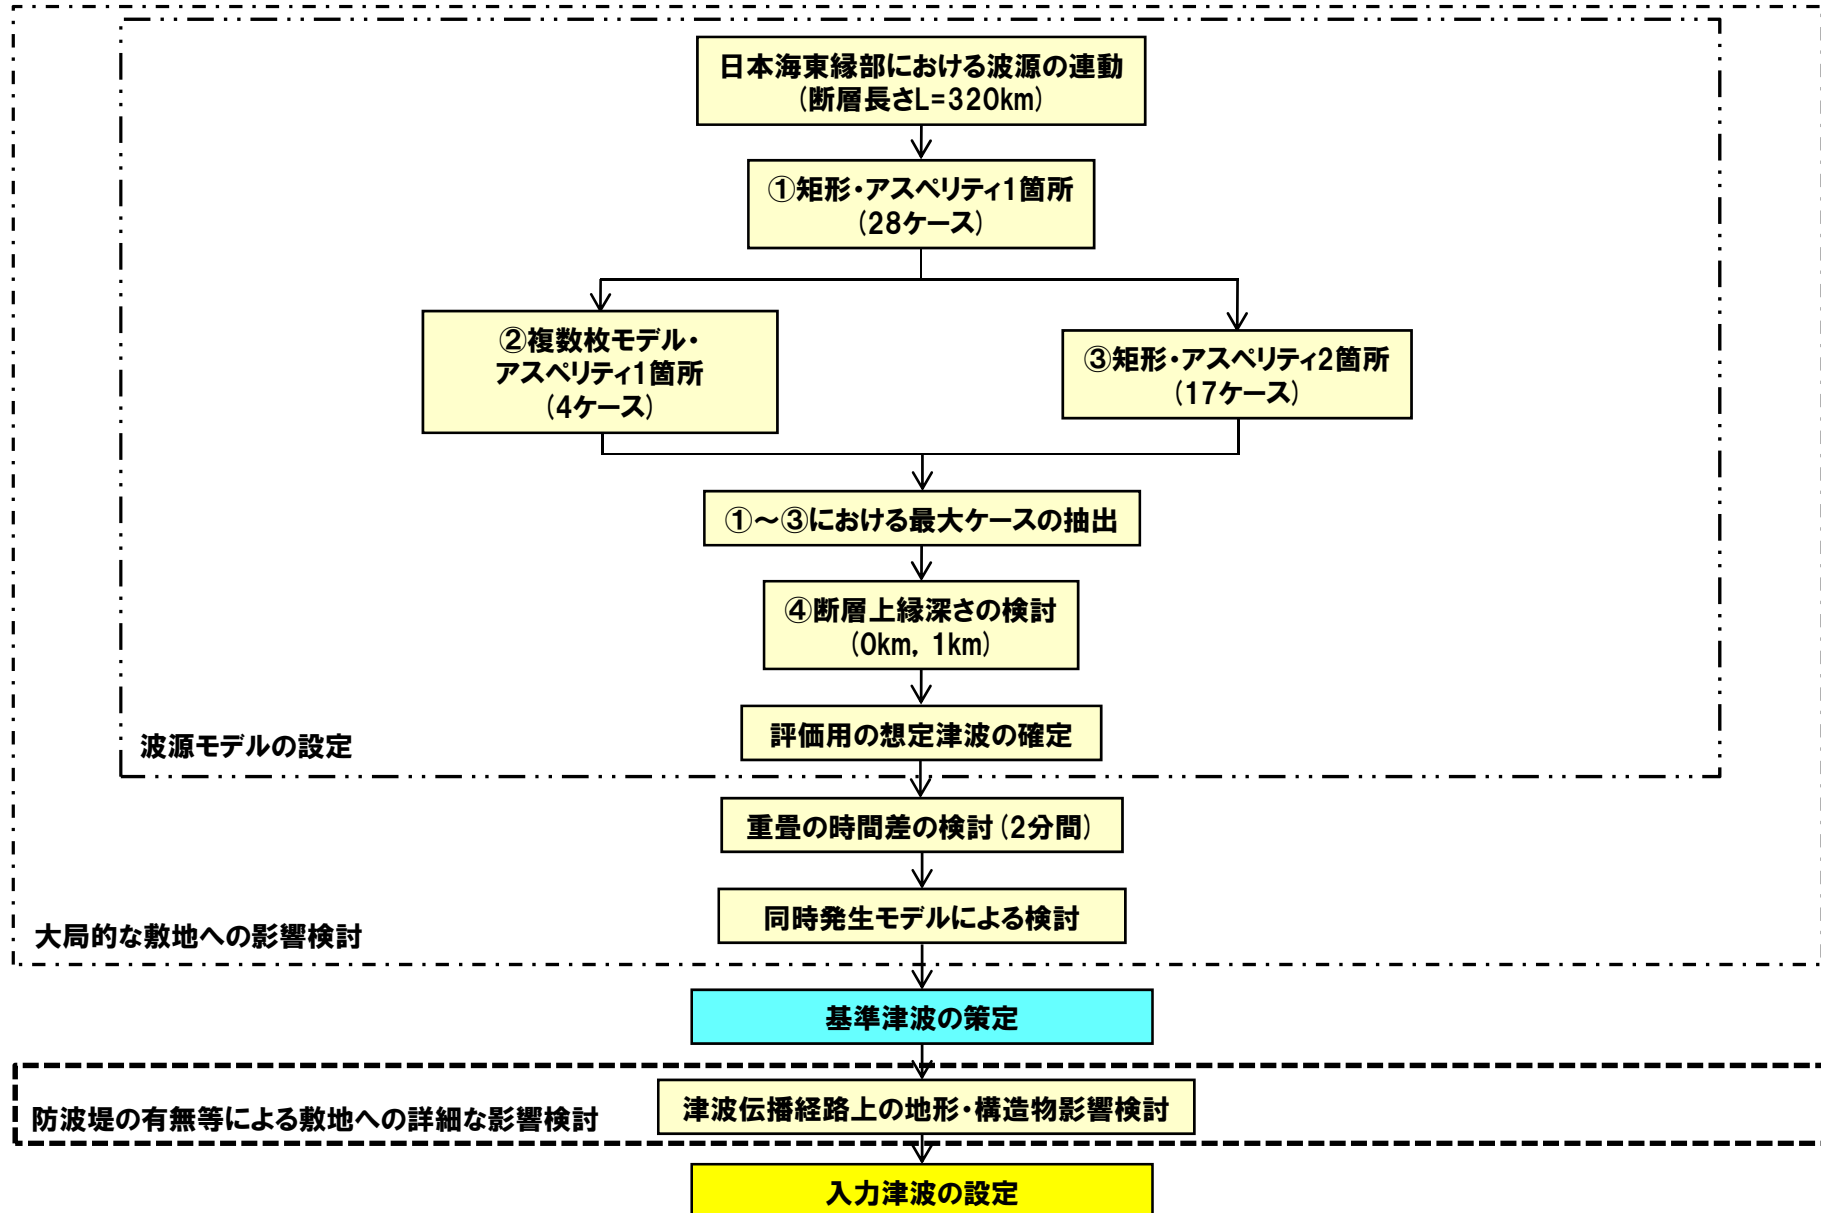 日本海東縁部における波源の連動
(断層長さL=320km)
①矩形・アスペリティ1箇所
(28ケース)
②複数枚モデル・
アスペリティ1箇所
(4ケース)
③矩形・アスペリティ2箇所
(17ケース)
①～③における最大ケースの抽出
④断層上縁深さの検討
(0km, 1km)
評価用の想定津波の確定
波源モデルの設定
重畳の時間差の検討(2分間)
同時発生モデルによる検討
大局的な敷地への影響検討
基準津波の策定
津波伝播経路上の地形・構造物影響検討
防波堤の有無等による敷地への詳細な影響検討
入力津波の設定